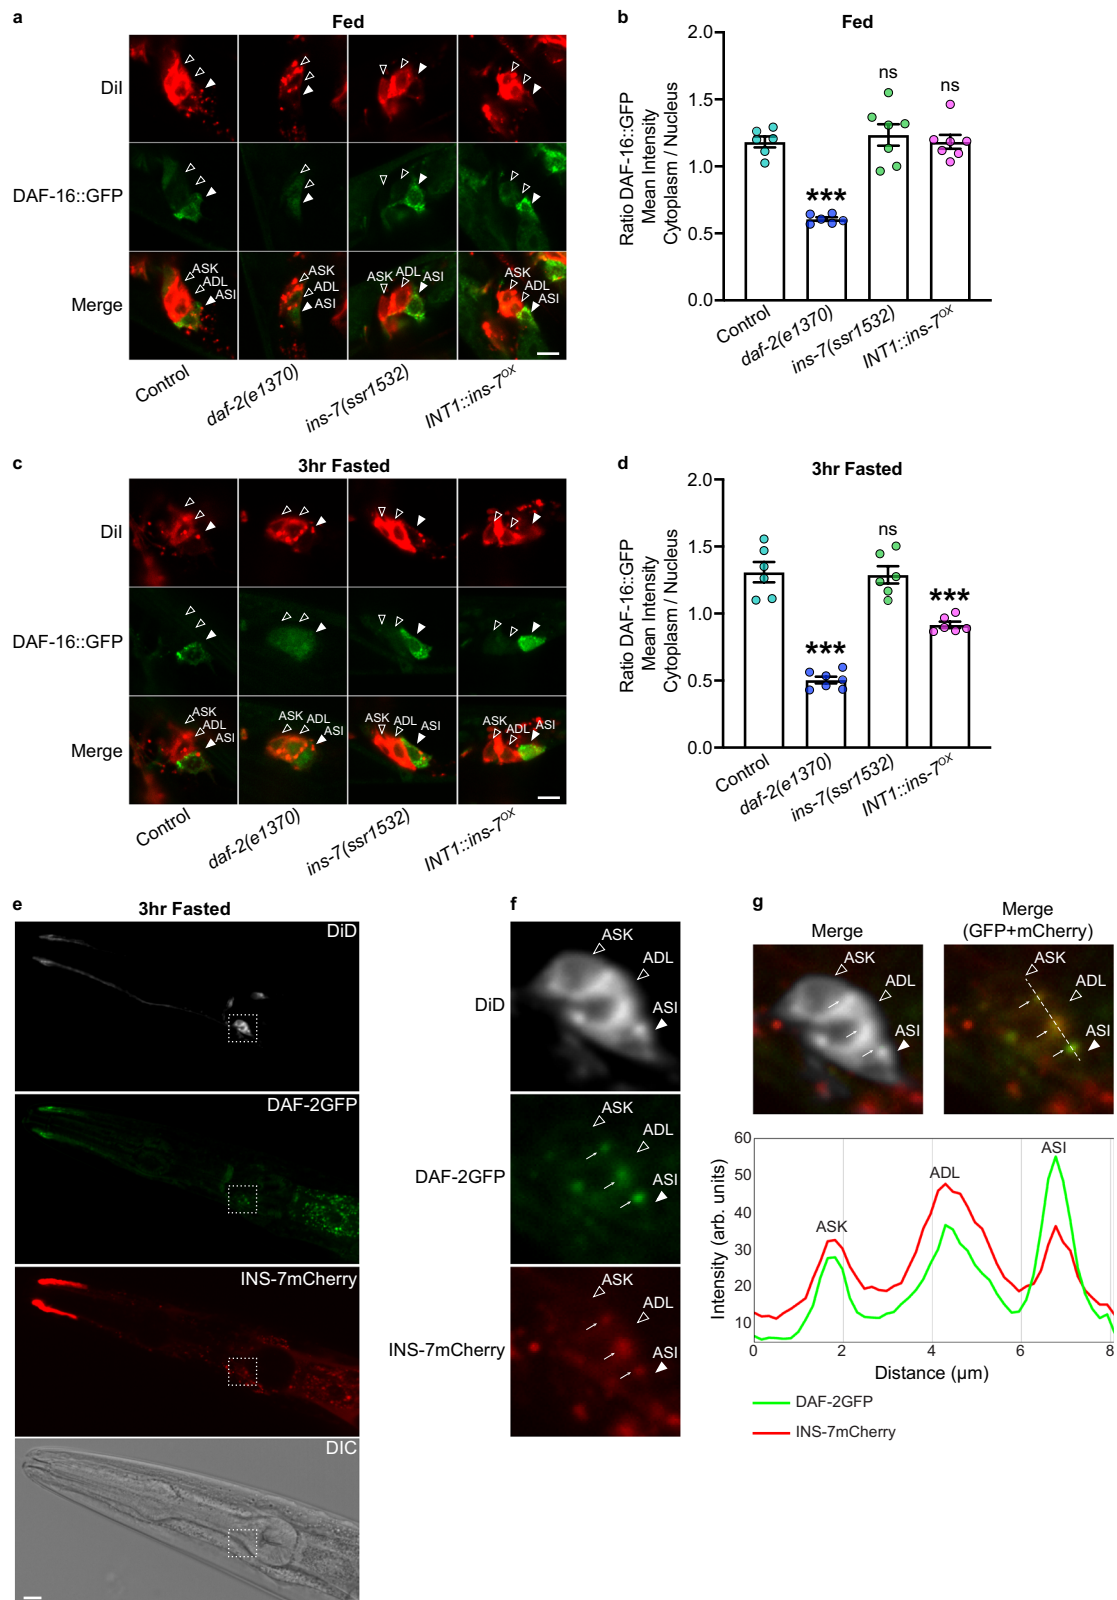 a
Fed
DiI
DAF-16::GFP
Merge
ASK
ADL
ASI
ASK
ADL
ASI
ASK ADL ASI
ASK
ADL
ASI
Control
daf-2(e1370)
ins-7(ssr1532)
INT1::ins-7ox
b
Fed
Ratio DAF-16::GFP
Mean Intensity
Cytoplasm / Nucleus
2.0
1.5
1.0
0.5
0.0
***
ns
ns
Control
daf-2(e1370)
ins-7(ssr1532)
INT1::ins-7ox
c
3hr Fasted
DiI
DAF-16::GFP
Merge
ASK
ADL
ASI
ASK
ADL
ASI
ASK ADL ASI
ASK
ADL
ASI
Control
daf-2(e1370)
ins-7(ssr1532)
INT1::ins-7ox
d
3hr Fasted
Ratio DAF-16::GFP
Mean Intensity
Cytoplasm / Nucleus
2.0
1.5
1.0
0.5
0.0
***
ns
***
Control
daf-2(e1370)
ins-7(ssr1532)
INT1::ins-7ox
e
3hr Fasted
DiD
DAF-2GFP
INS-7mCherry
DIC
f
DiD
ASK
ADL
ASI
DAF-2GFP
ASK
ADL
ASI
INS-7mCherry
ASK
ADL
ASI
g
Merge
ASK
ADL
ASI
Merge
(GFP+mCherry)
ASK
ADL
ASI
Intensity (arb. units)
60
50
40
30
20
10
ASK
ADL
ASI
0 2 4 6 8
Distance (µm)
DAF-2GFP
INS-7mCherry